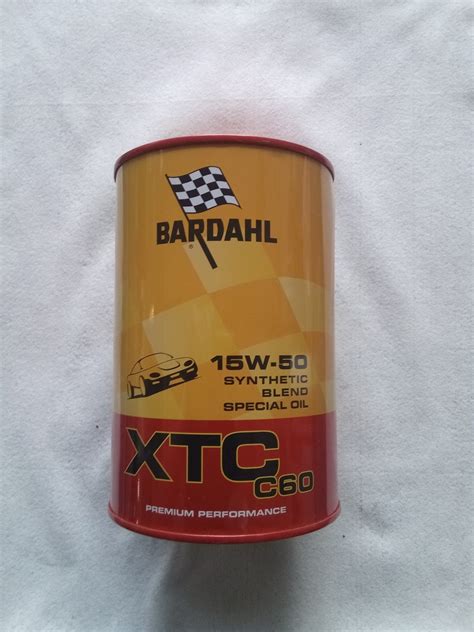 BARDAHL
®
15W-50
SYNTHETIC
BLEND
SPECIAL OIL
XTC
C60
PREMIUM PERFORMANCE